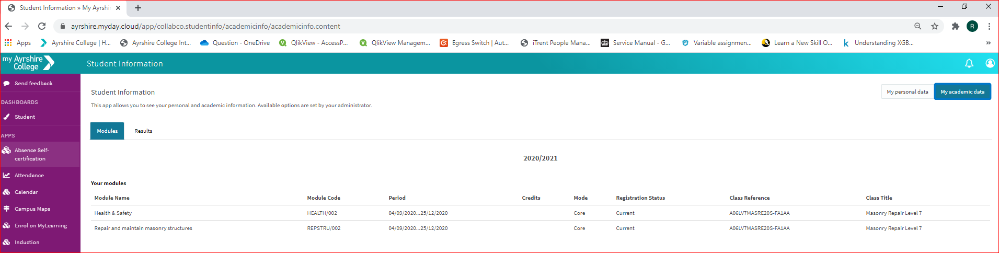 Student Information » My Ayrshi
ayrshire.myday.cloud/app/collabco.studentinfo/academicinfo/academicinfo.content
R
Apps
Ayrshire College | H...
Ayrshire College Int...
Question - OneDrive
QlikView - AccessP...
QlikView Managem...
Egress Switch | Aut...
iTrent People Mana...
Service Manual - G...
Variable assignmen...
Learn a New Skill O...
Understanding XGB...
my Ayrshire
College
Student Information
Send feedback
DASHBOARDS
Student
APPS
Absence Self-
certification
Attendance
Calendar
Campus Maps
Enrol on MyLearning
Induction
Student Information
My personal data
My academic data
This app allows you to see your personal and academic information. Available options are set by your administrator.
Modules Results
2020/2021
Your modules
Module Name Module Code Period Credits Mode Registration Status Class Reference Class Title
Health & Safety HEALTH/002 04/09/2020...25/12/2020 Core Current A06LV7MASRE20S-FA1AA Masonry Repair Level 7
Repair and maintain masonry structures REPSTRU/002 04/09/2020...25/12/2020 Core Current A06LV7MASRE20S-FA1AA Masonry Repair Level 7